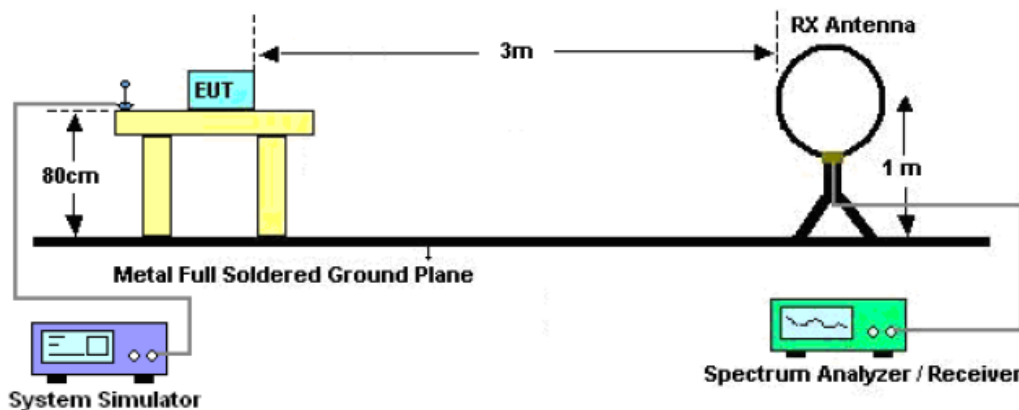 RX Antenna
3m
EUT
80cm
1 m
Metal Full Soldered Ground Plane
System Simulator
Spectrum Analyzer / Receiver